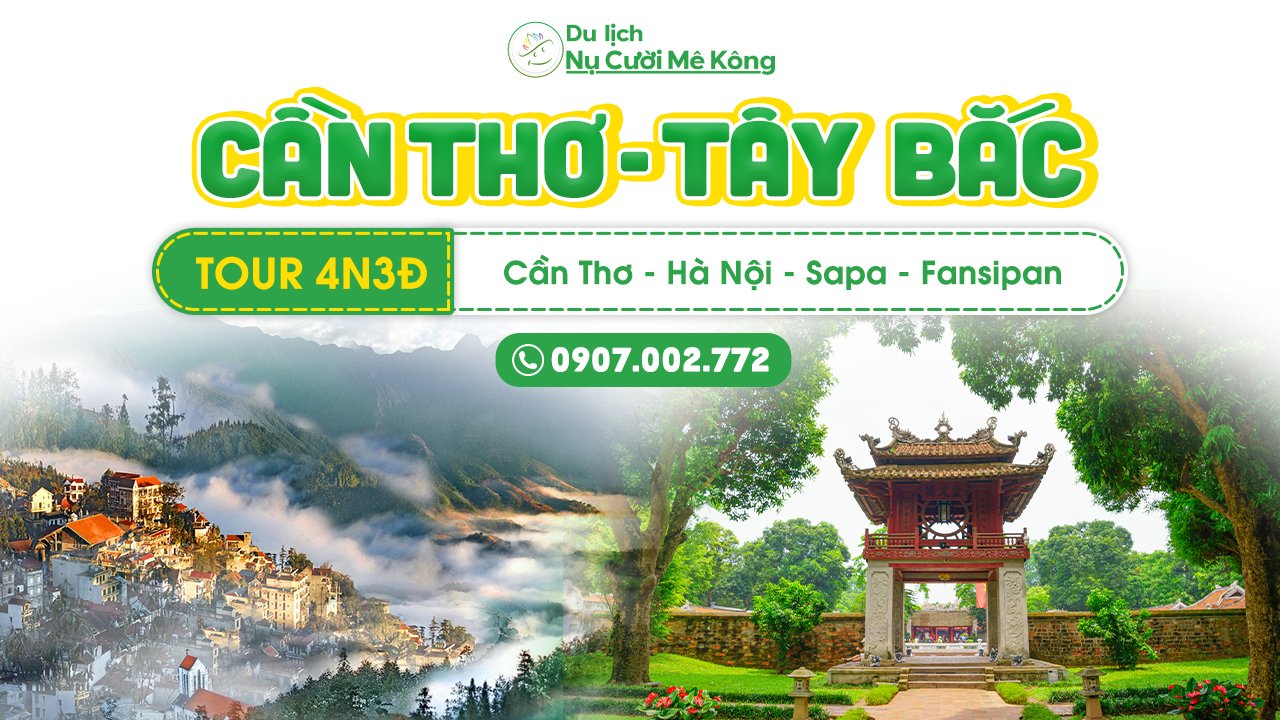 Du lịch
Nụ Cười Mê Kông
CẦN THƠ - TÂY BẮC
TOUR 4N3Đ
Cần Thơ - Hà Nội - Sapa - Fansipan
0907.002.772